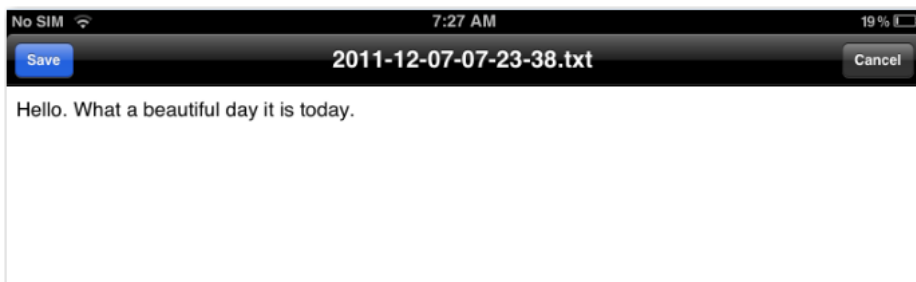 No SIM 7:27 AM 19%
Save 2011-12-07-07-23-38.txt Cancel
Hello. What a beautiful day it is today.